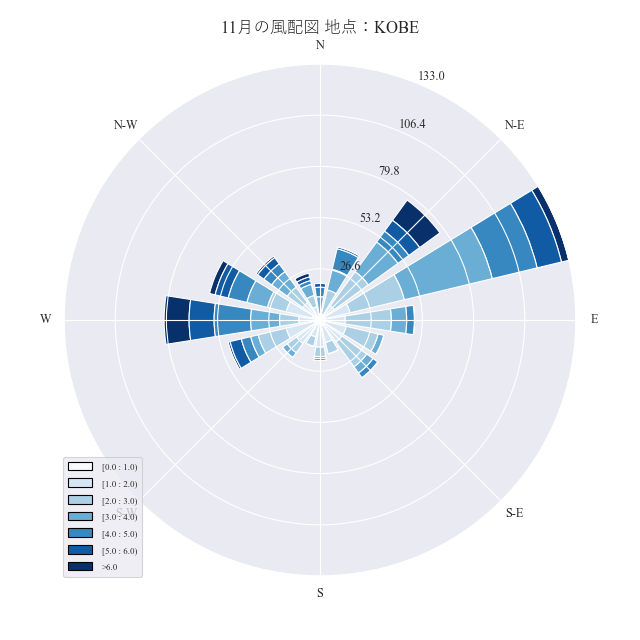 11月の風配図 地点：KOBE
N
133.0
N-W
106.4
N-E
79.8
53.2
26.6
W
E
S-W
S-E
S
[0.0 : 1.0)
[1.0 : 2.0)
[2.0 : 3.0)
[3.0 : 4.0)
[4.0 : 5.0)
[5.0 : 6.0)
>6.0